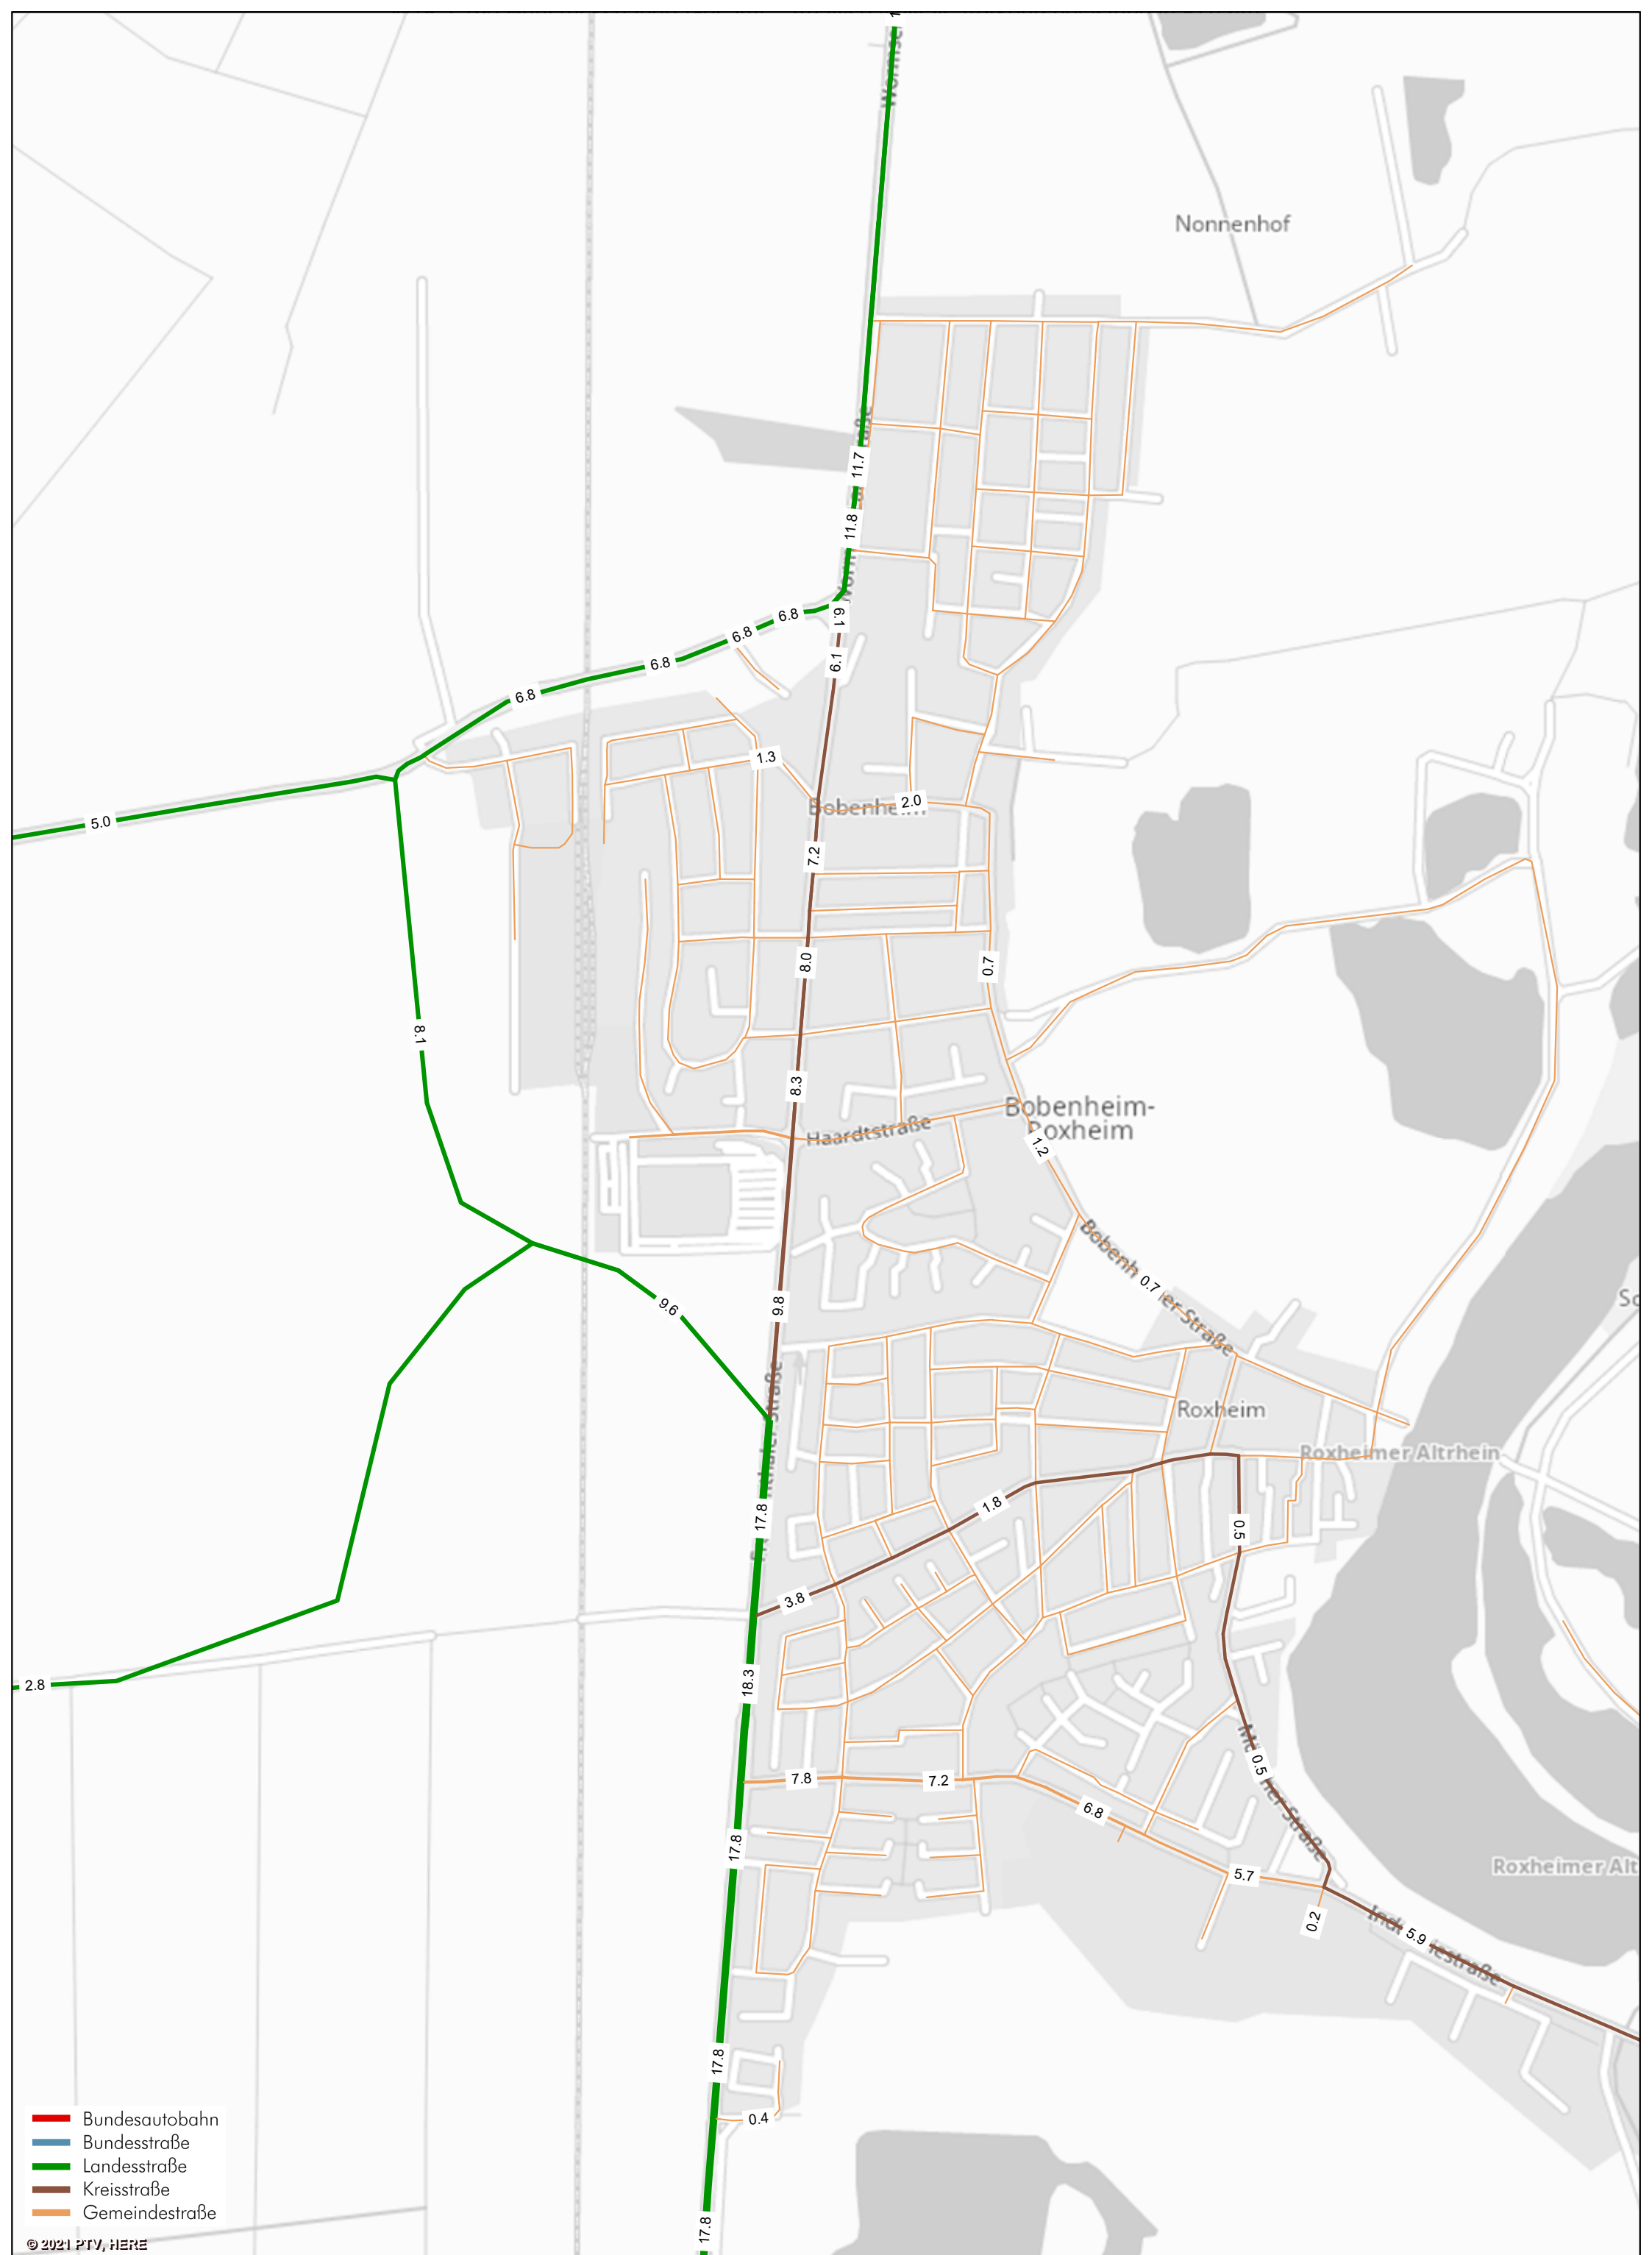 Nonnenhof
11.7
11.8
6.8
6.1
6.8
6.8
6.1
6.8
1.3
2.0
5.0
7.2
8.0
0.7
8.1
8.3
Bobenheim-
Roxheim
Haardtstraße
1.2
0.7
9.8
9.6
Roxheim
Roxheimer Altrhein
1.8
17.8
0.5
3.8
18.3
2.8
0.5
7.8
7.2
6.8
17.8
Roxheimer Alt
5.7
0.2
5.9
17.8
0.4
17.8
Bundesautobahn
Bundesstraße
Landesstraße
Kreisstraße
Gemeindestraße
© 2021 PTV, HERE